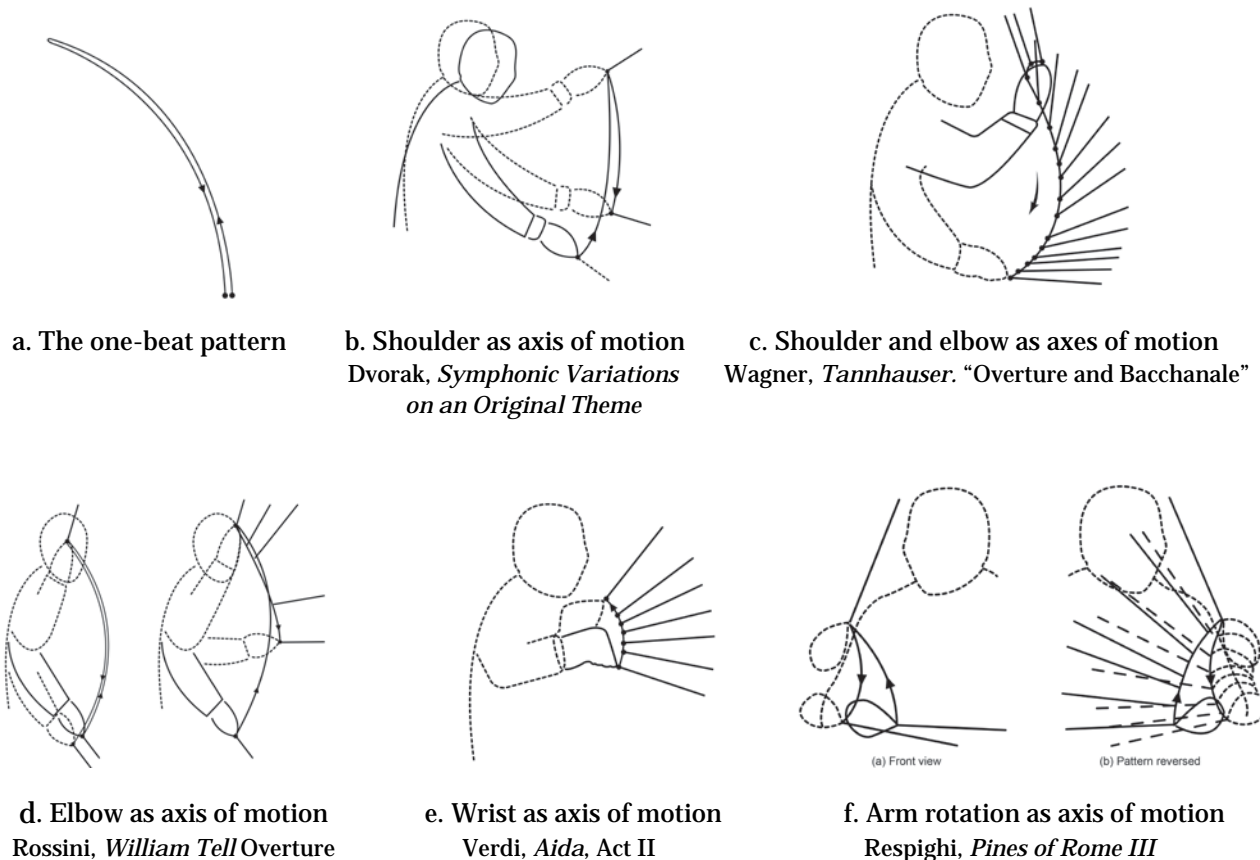 a. The one-beat pattern
b. Shoulder as axis of motion
Dvorak, Symphonic Variations
on an Original Theme
c. Shoulder and elbow as axes of motion
Wagner, Tannhauser. “Overture and Bacchanale”
(a) Front view
(b) Pattern reversed
d. Elbow as axis of motion
Rossini, William Tell Overture
e. Wrist as axis of motion
Verdi, Aida, Act II
f. Arm rotation as axis of motion
Respighi, Pines of Rome III